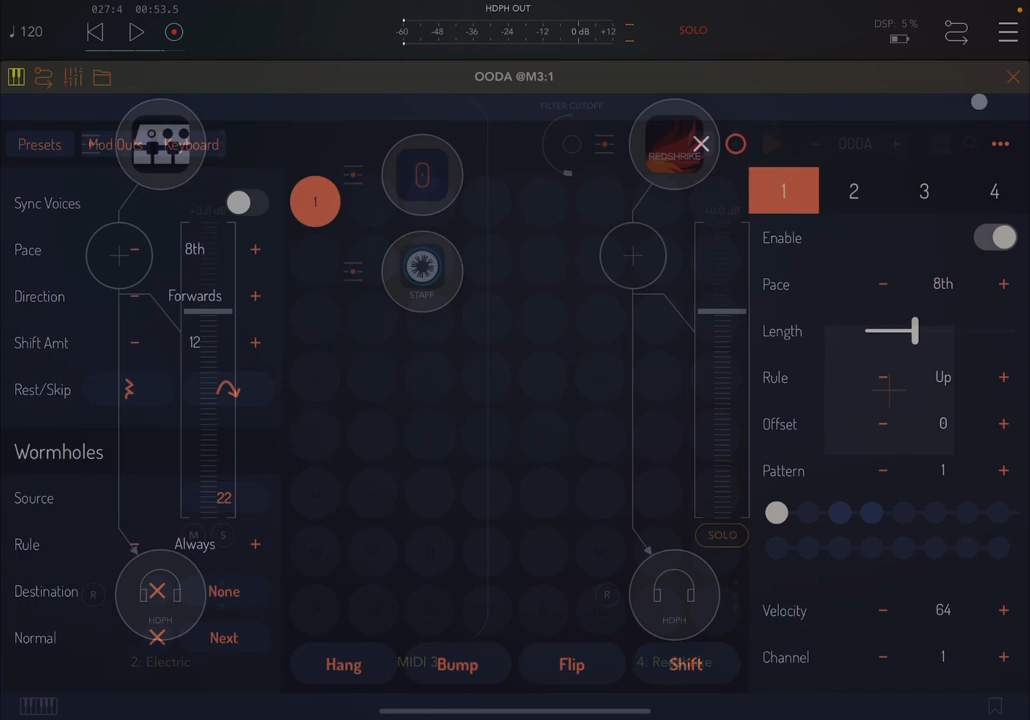 027:4 00:53.5
HDPH OUT
120
-60 -48 -36 -24 -12 0 dB +12
SOLO
DSP: 5 %
OODA @M3:1
FILTER CUTOFF
Presets Mod Outs Keyboard
REDSHRIKE
OODA
1 2 3 4
Sync Voices
1
+0.0 dB
Enable
Pace - 8th +
Pace - 8th +
STAFF
Direction - Forwards +
Length
Shift Amt - 12 +
Rule - Up +
Rest/Skip
Offset - 0 +
Wormholes
Pattern - 1 +
Source 22
M S
SOLO
Rule - Always +
Destination R None
R
HDPH
HDPH
Velocity - 64 +
Normal Next
2: Electric
Hang Bump Flip Shift
MIDI 3
Channel - 1 +